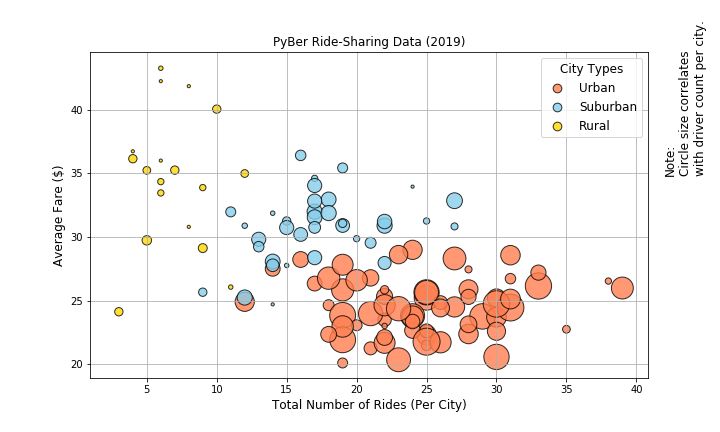 PyBer Ride-Sharing Data (2019)
City Types
Urban
Suburban
Rural
Note:
Circle size correlates
with driver count per city.
Average Fare ($)
40
35
30
25
20
5
10
15
20
25
30
35
40
Total Number of Rides (Per City)